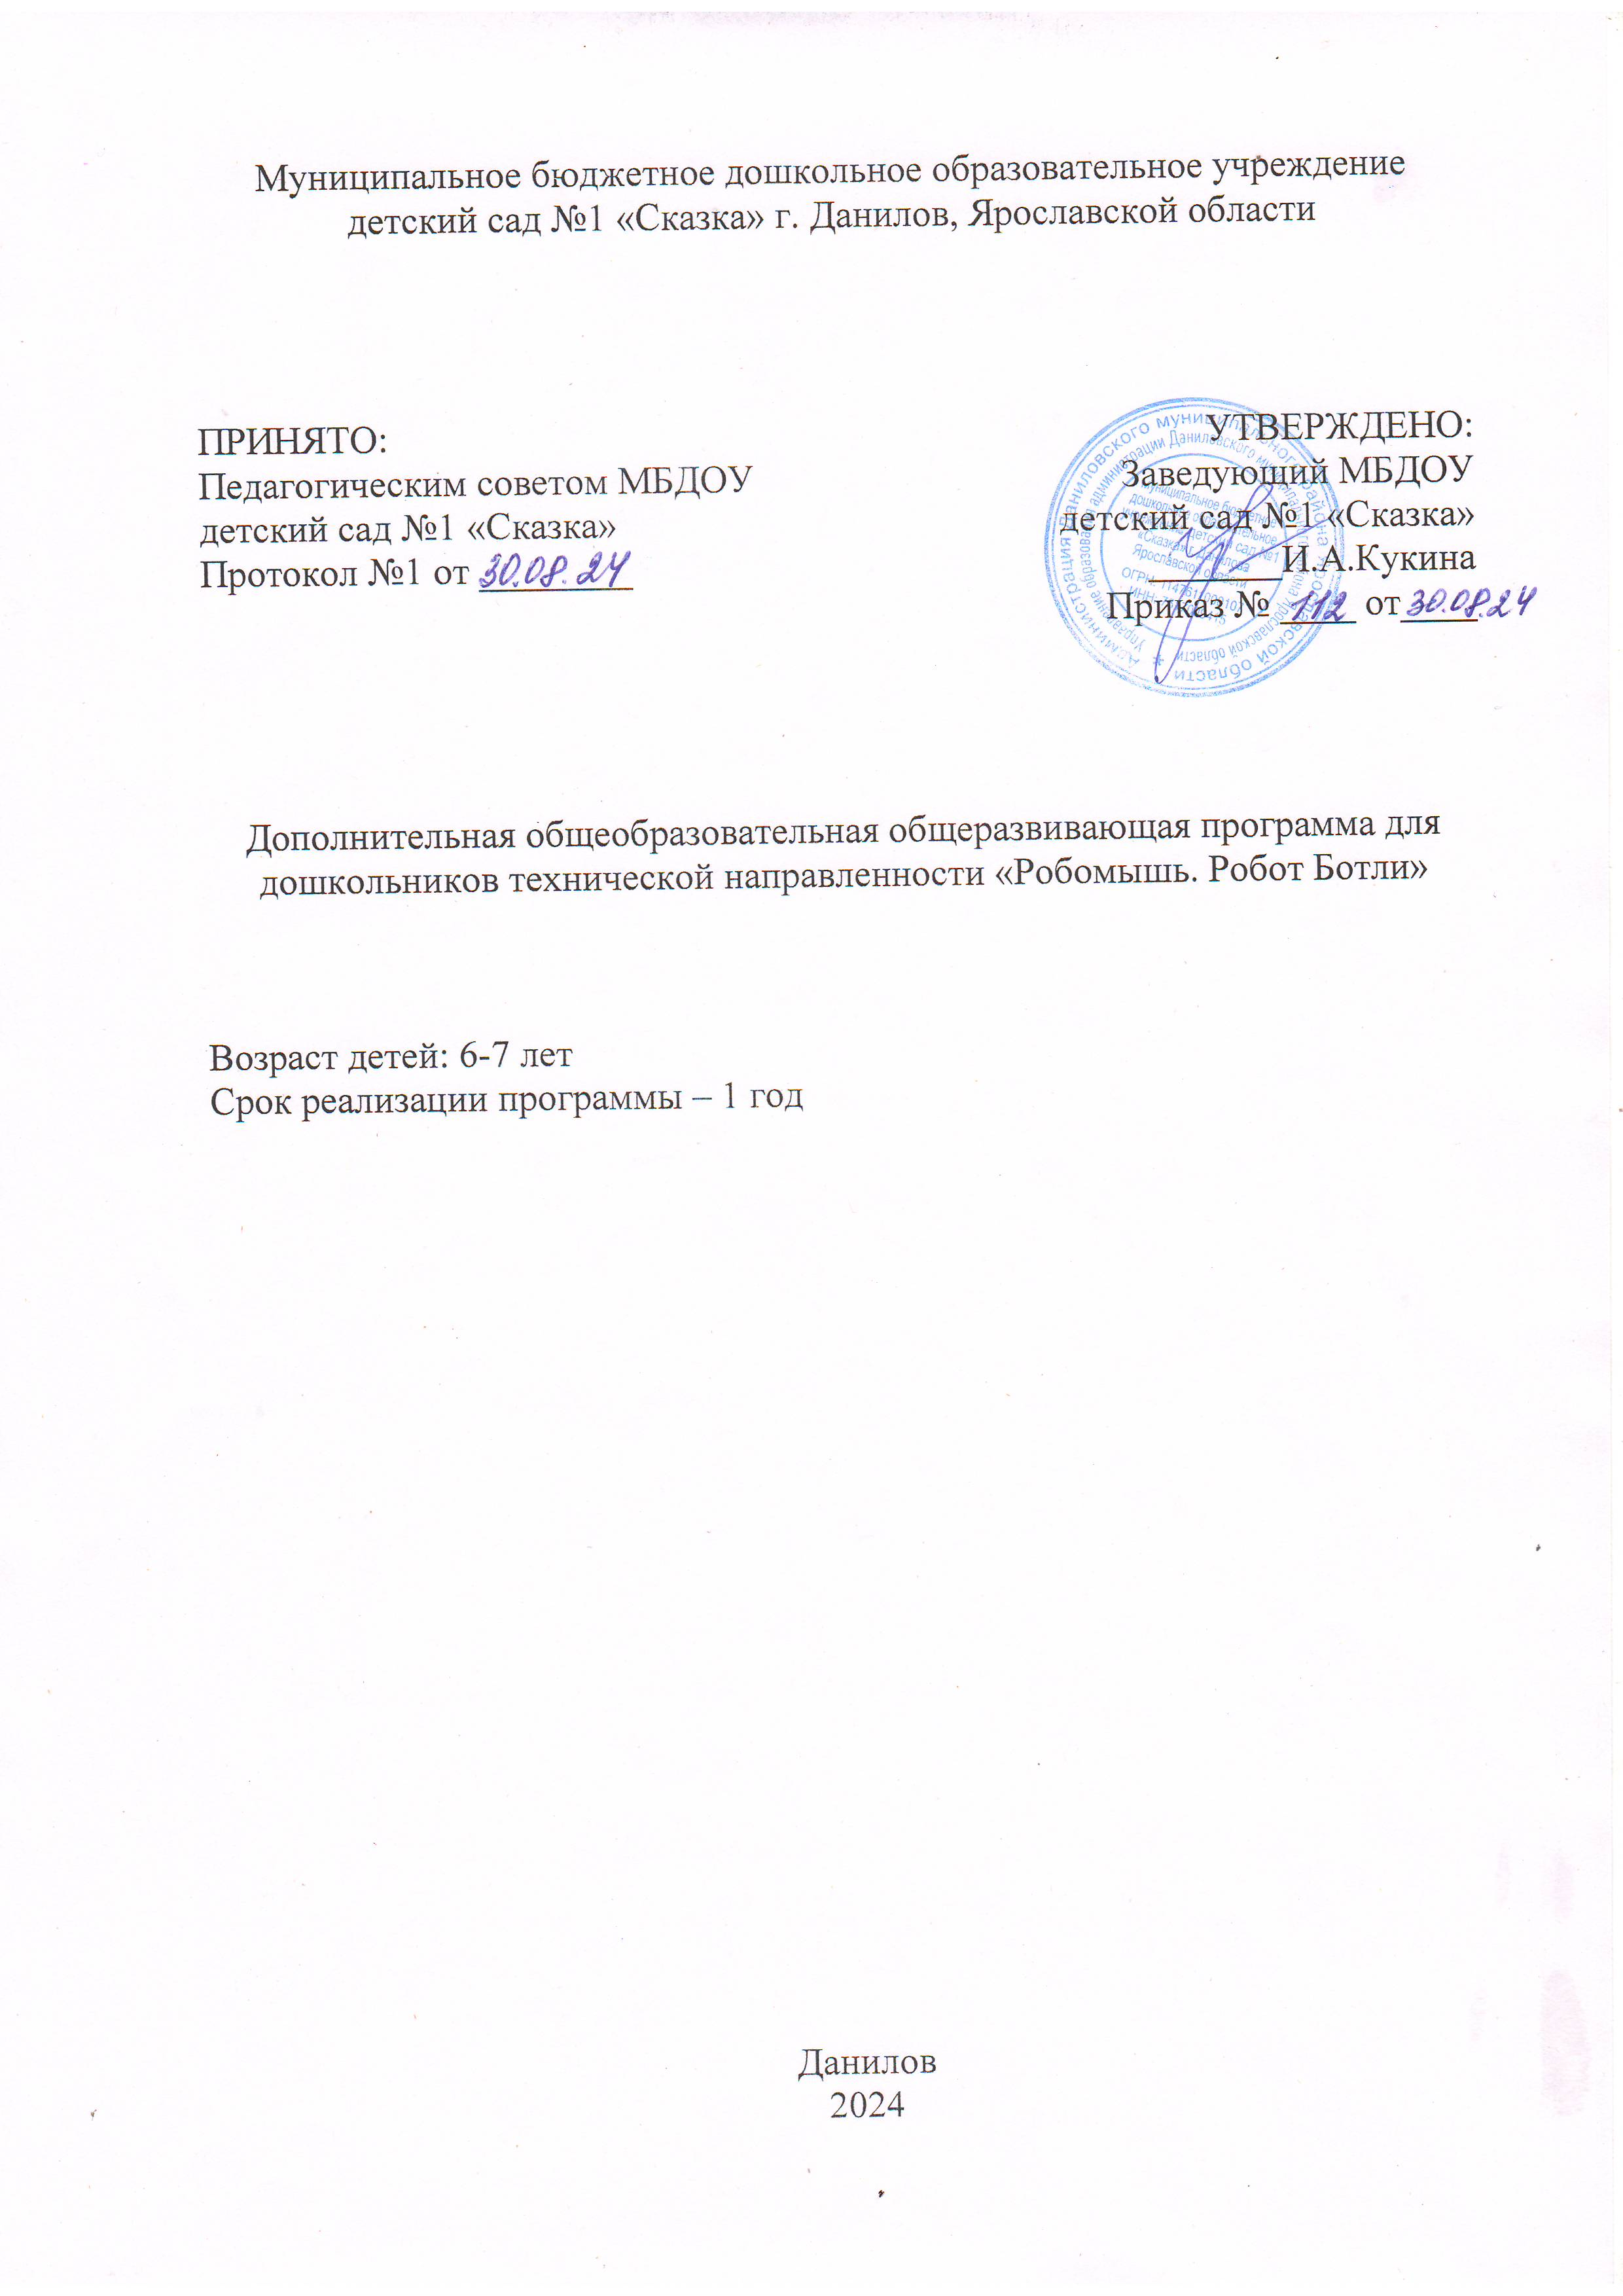 Муниципальное бюджетное дошкольное образовательное учреждение
детский сад №1 «Сказка» г. Данилов, Ярославской области
ПРИНЯТО:
Педагогическим советом МБДОУ
детский сад №1 «Сказка»
Протокол №1 от 30.08.24
УТВЕРЖДЕНО:
Заведующий МБДОУ
детский сад №1 «Сказка»
И.А.Кукина
Приказ № 112 от 30.08.24
Дополнительная общеобразовательная общеразвивающая программа для
дошкольников технической направленности «Робомышь. Робот Ботли»
Возраст детей: 6-7 лет
Срок реализации программы – 1 год
Данилов
2024